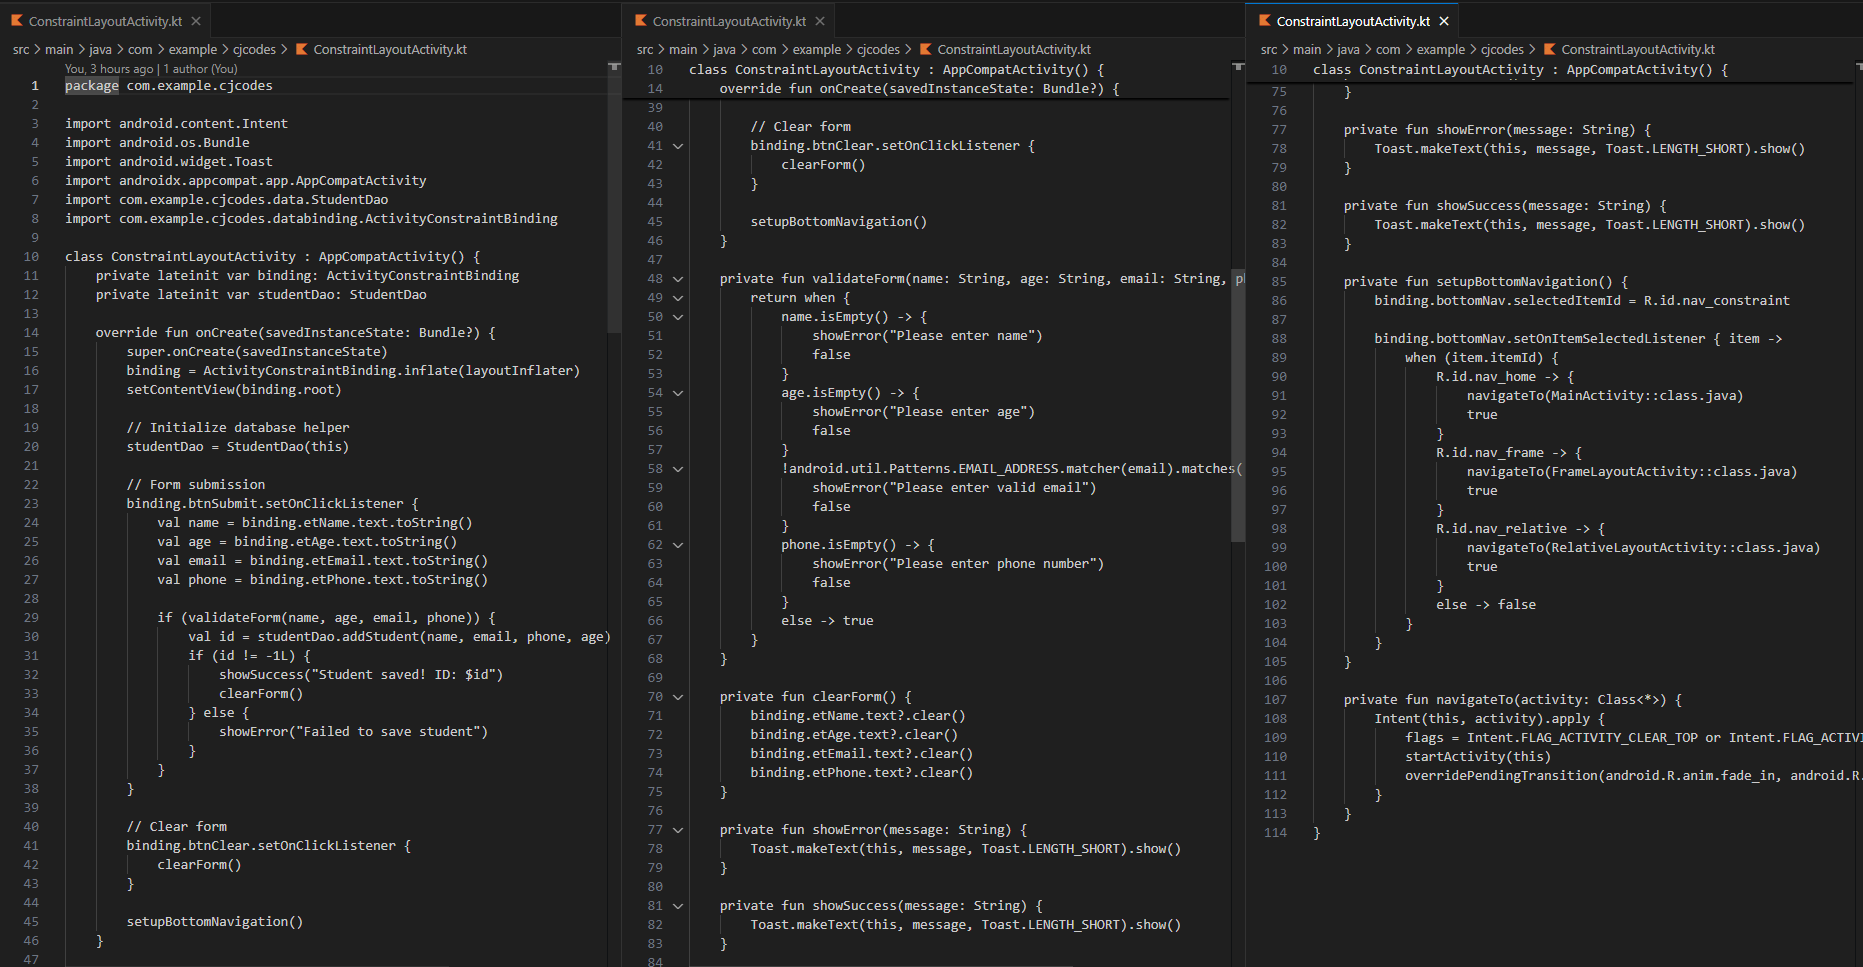 ConstraintLayoutActivity.kt
src > main > java > com > example > cjcodes > ConstraintLayoutActivity.kt
You, 3 hours ago | 1 author (You)
1 package com.example.cjcodes
2
3 import android.content.Intent
4 import android.os.Bundle
5 import android.widget.Toast
6 import androidx.appcompat.app.AppCompatActivity
7 import com.example.cjcodes.data.StudentDao
8 import com.example.cjcodes.databinding.ActivityConstraintBinding
9
10 class ConstraintLayoutActivity : AppCompatActivity() {
11 private lateinit var binding: ActivityConstraintBinding
12 private lateinit var studentDao: StudentDao
13
14 override fun onCreate(savedInstanceState: Bundle?) {
15 super.onCreate(savedInstanceState)
16 binding = ActivityConstraintBinding.inflate(layoutInflater)
17 setContentView(binding.root)
18
19 // Initialize database helper
20 studentDao = StudentDao(this)
21
22 // Form submission
23 binding.btnSubmit.setOnClickListener {
24 val name = binding.etName.text.toString()
25 val age = binding.etAge.text.toString()
26 val email = binding.etEmail.text.toString()
27 val phone = binding.etPhone.text.toString()
28
29 if (validateForm(name, age, email, phone)) {
30 val id = studentDao.addStudent(name, email, phone, age)
31 if (id != -1L) {
32 showSuccess("Student saved! ID: $id")
33 clearForm()
34 } else {
35 showError("Failed to save student")
36 }
37 }
38 }
39
40 // Clear form
41 binding.btnClear.setOnClickListener {
42 clearForm()
43 }
44
45 setupBottomNavigation()
46 }
47
ConstraintLayoutActivity.kt
src > main > java > com > example > cjcodes > ConstraintLayoutActivity.kt
10 class ConstraintLayoutActivity : AppCompatActivity() {
14 override fun onCreate(savedInstanceState: Bundle?) {
39
40 // Clear form
41 binding.btnClear.setOnClickListener {
42 clearForm()
43 }
44
45 setupBottomNavigation()
46 }
47
48 private fun validateForm(name: String, age: String, email: String, p
49 return when {
50 name.isEmpty() -> {
51 showError("Please enter name")
52 false
53 }
54 age.isEmpty() -> {
55 showError("Please enter age")
56 false
57 }
58 !android.util.Patterns.EMAIL_ADDRESS.matcher(email).matches(
59 showError("Please enter valid email")
60 false
61 }
62 phone.isEmpty() -> {
63 showError("Please enter phone number")
64 false
65 }
66 else -> true
67 }
68 }
69
70 private fun clearForm() {
71 binding.etName.text?.clear()
72 binding.etAge.text?.clear()
73 binding.etEmail.text?.clear()
74 binding.etPhone.text?.clear()
75 }
76
77 private fun showError(message: String) {
78 Toast.makeText(this, message, Toast.LENGTH_SHORT).show()
79 }
80
81 private fun showSuccess(message: String) {
82 Toast.makeText(this, message, Toast.LENGTH_SHORT).show()
83 }
84
ConstraintLayoutActivity.kt
src > main > java > com > example > cjcodes > ConstraintLayoutActivity.kt
10 class ConstraintLayoutActivity : AppCompatActivity() {
75 }
76
77 private fun showError(message: String) {
78 Toast.makeText(this, message, Toast.LENGTH_SHORT).show()
79 }
80
81 private fun showSuccess(message: String) {
82 Toast.makeText(this, message, Toast.LENGTH_SHORT).show()
83 }
84
85 private fun setupBottomNavigation() {
86 binding.bottomNav.selectedItemId = R.id.nav_constraint
87
88 binding.bottomNav.setOnItemSelectedListener { item ->
89 when (item.itemId) {
90 R.id.nav_home -> {
91 navigateTo(MainActivity::class.java)
92 true
93 }
94 R.id.nav_frame -> {
95 navigateTo(FrameLayoutActivity::class.java)
96 true
97 }
98 R.id.nav_relative -> {
99 navigateTo(RelativeLayoutActivity::class.java)
100 true
101 }
102 else -> false
103 }
104 }
105 }
106
107 private fun navigateTo(activity: Class<*>) {
108 Intent(this, activity).apply {
109 flags = Intent.FLAG_ACTIVITY_CLEAR_TOP or Intent.FLAG_ACTIVI
110 startActivity(this)
111 overridePendingTransition(android.R.anim.fade_in, android.R.
112 }
113 }
114 }